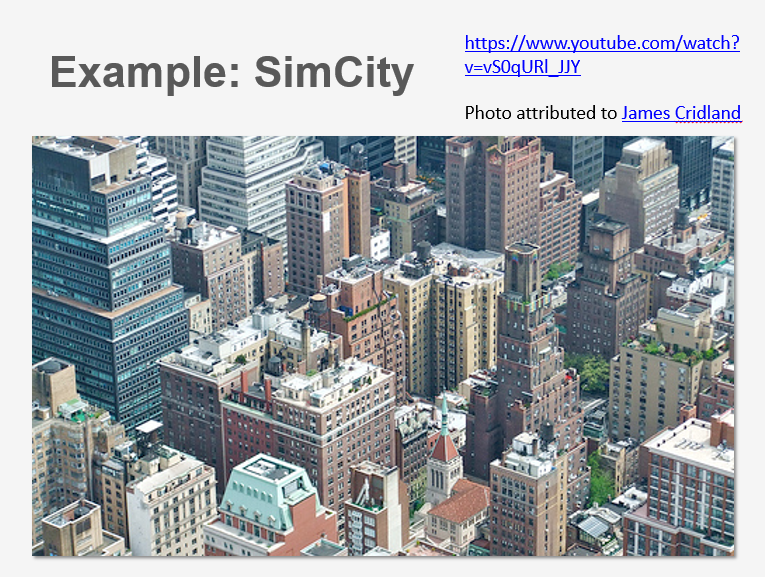 Example: SimCity
https://www.youtube.com/watch?
v=vS0qURl_JJY
Photo attributed to James Cridland